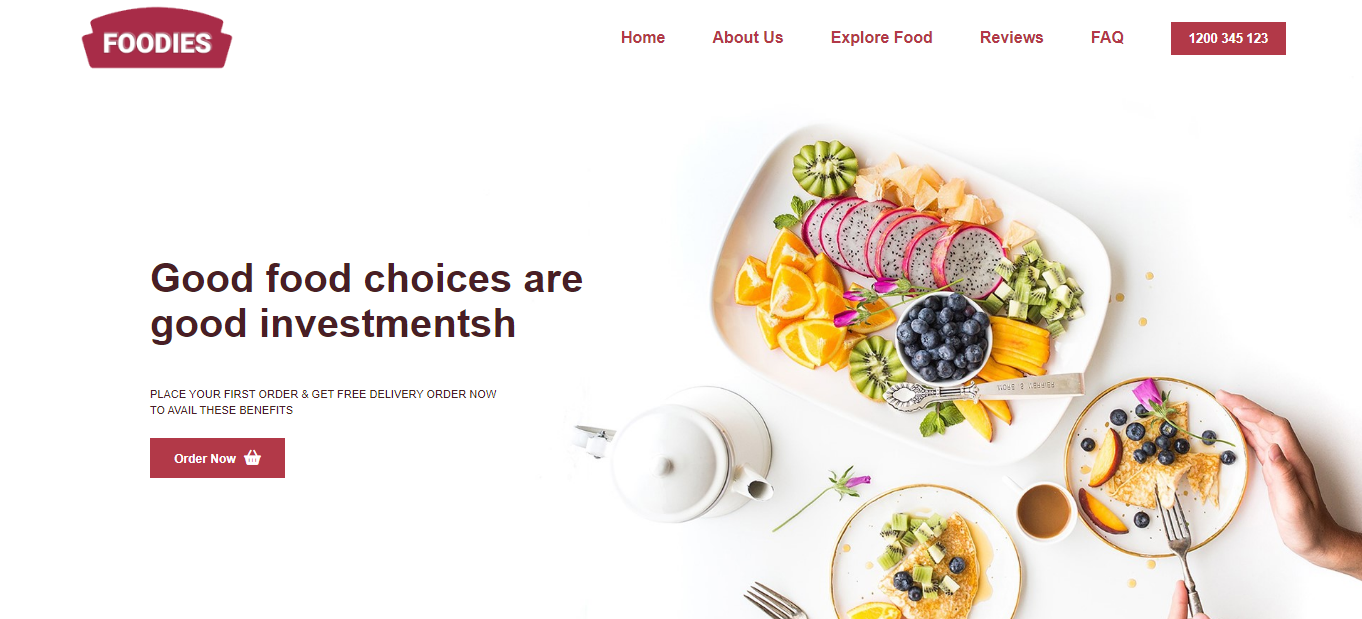 FOODIES
Home
About Us
Explore Food
Reviews
FAQ
1200 345 123
Good food choices are
good investmentsh
PLACE YOUR FIRST ORDER & GET FREE DELIVERY ORDER NOW
TO AVAIL THESE BENEFITS
Order Now